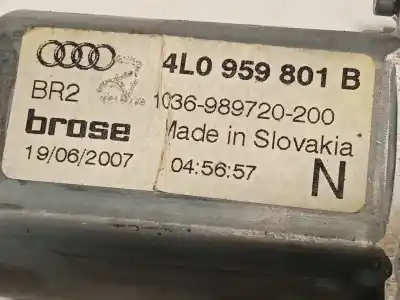 4L0 959 801 B
BR2 1036-989720-200
brose Made in Slovakia
19/06/2007 04:56:57 N